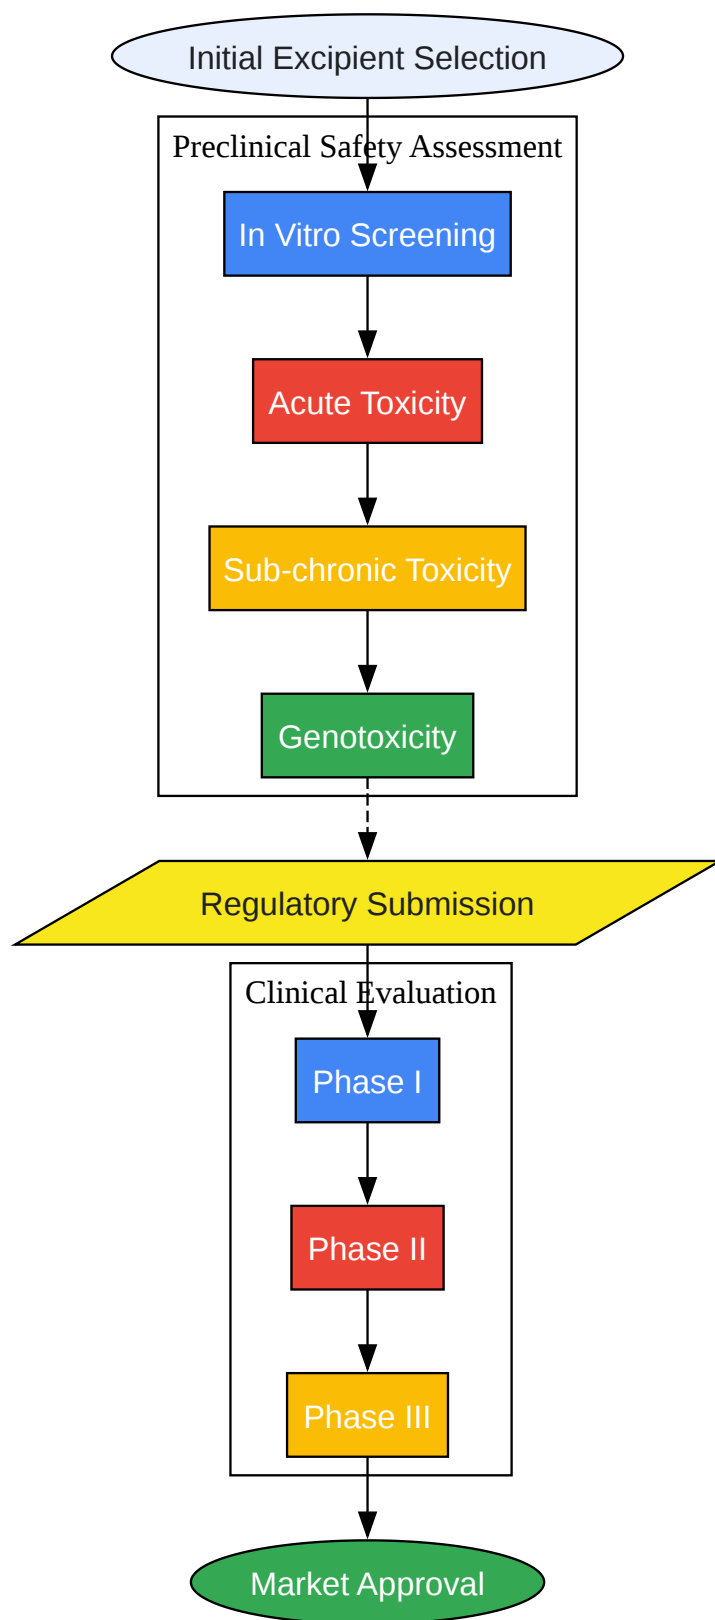 Initial Excipient Selection
Preclinical Safety Assessment
In Vitro Screening
Acute Toxicity
Sub-chronic Toxicity
Genotoxicity
Regulatory Submission
Clinical Evaluation
Phase I
Phase II
Phase III
Market Approval